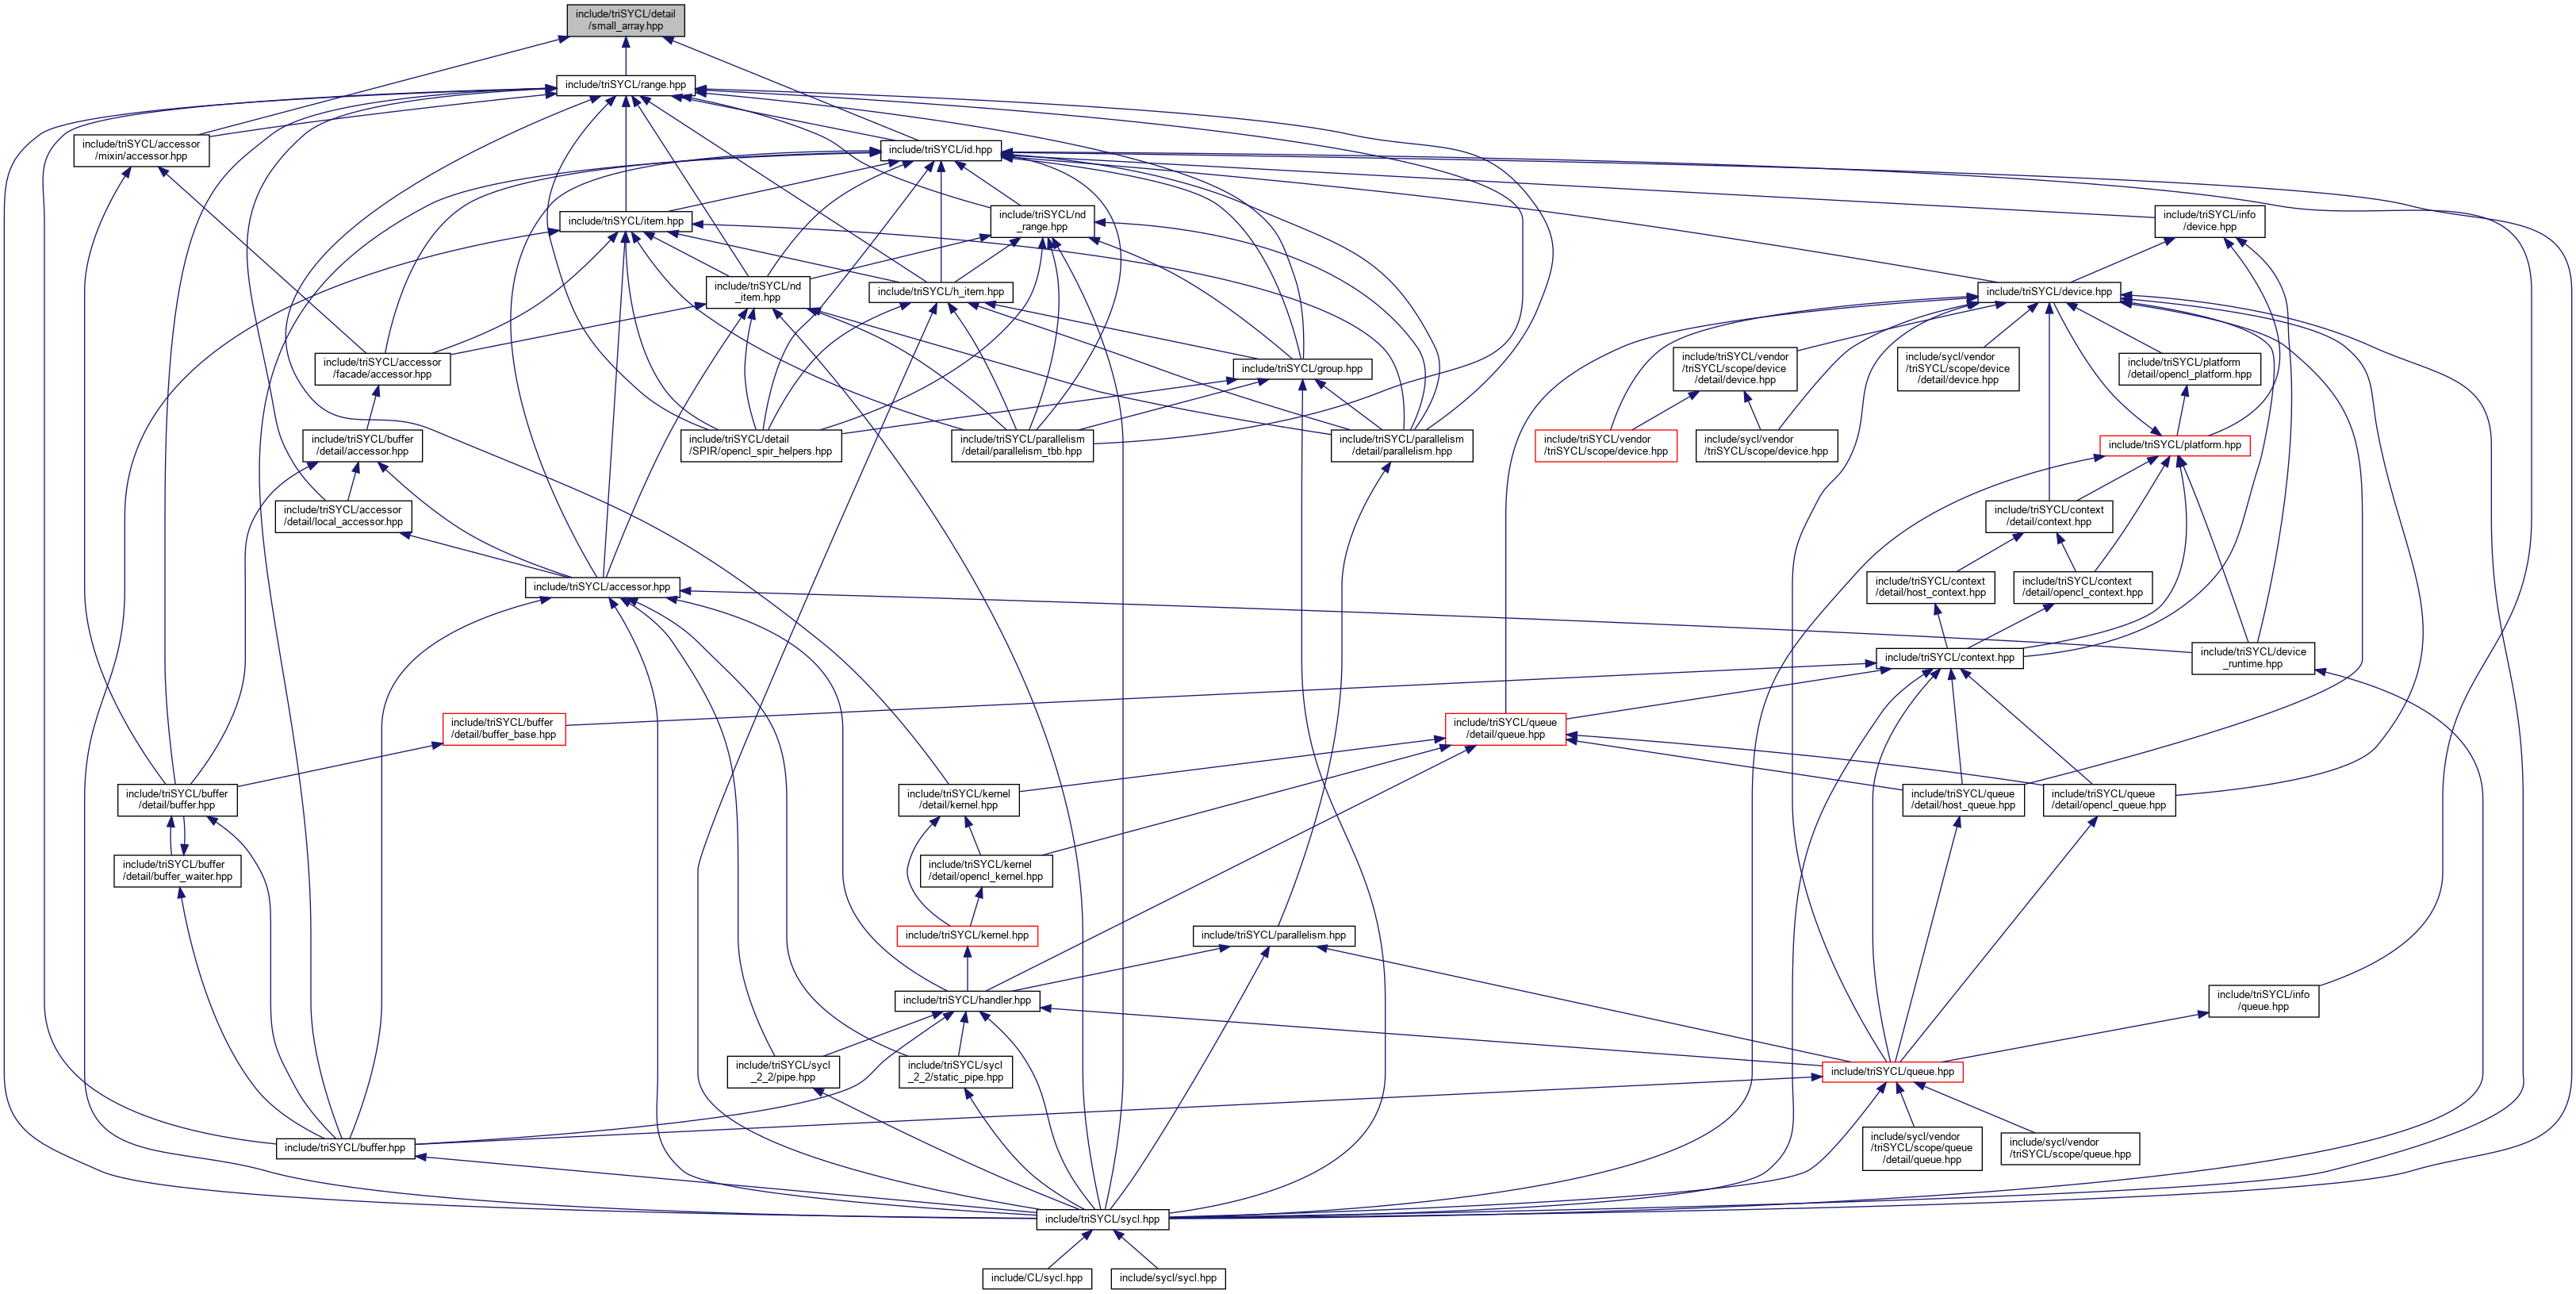 include/triSYCL/detail
/small_array.hpp
include/triSYCL/range.hpp
include/triSYCL/accessor
/mixin/accessor.hpp
include/triSYCL/id.hpp
include/triSYCL/item.hpp
include/triSYCL/nd
_range.hpp
include/triSYCL/info
/device.hpp
include/triSYCL/nd
_item.hpp
include/triSYCL/h_item.hpp
include/triSYCL/device.hpp
include/triSYCL/accessor
/facade/accessor.hpp
include/triSYCL/group.hpp
include/triSYCL/vendor
/triSYCL/scope/device
/detail/device.hpp
include/sycl/vendor
/triSYCL/scope/device
/detail/device.hpp
include/triSYCL/platform
/detail/opencl_platform.hpp
include/triSYCL/buffer
/detail/accessor.hpp
include/triSYCL/detail
/SPIR/opencl_spir_helpers.hpp
include/triSYCL/parallelism
/detail/parallelism_tbb.hpp
include/triSYCL/parallelism
/detail/parallelism.hpp
include/triSYCL/vendor
/triSYCL/scope/device.hpp
include/sycl/vendor
/triSYCL/scope/device.hpp
include/triSYCL/platform.hpp
include/triSYCL/accessor
/detail/local_accessor.hpp
include/triSYCL/context
/detail/context.hpp
include/triSYCL/accessor.hpp
include/triSYCL/context
/detail/host_context.hpp
include/triSYCL/context
/detail/opencl_context.hpp
include/triSYCL/context.hpp
include/triSYCL/device
_runtime.hpp
include/triSYCL/buffer
/detail/buffer_base.hpp
include/triSYCL/queue
/detail/queue.hpp
include/triSYCL/buffer
/detail/buffer.hpp
include/triSYCL/kernel
/detail/kernel.hpp
include/triSYCL/queue
/detail/host_queue.hpp
include/triSYCL/queue
/detail/opencl_queue.hpp
include/triSYCL/buffer
/detail/buffer_waiter.hpp
include/triSYCL/kernel
/detail/opencl_kernel.hpp
include/triSYCL/kernel.hpp
include/triSYCL/parallelism.hpp
include/triSYCL/handler.hpp
include/triSYCL/info
/queue.hpp
include/triSYCL/sycl
_2_2/pipe.hpp
include/triSYCL/sycl
_2_2/static_pipe.hpp
include/triSYCL/queue.hpp
include/triSYCL/buffer.hpp
include/sycl/vendor
/triSYCL/scope/queue
/detail/queue.hpp
include/sycl/vendor
/triSYCL/scope/queue.hpp
include/triSYCL/sycl.hpp
include/CL/sycl.hpp
include/sycl/sycl.hpp